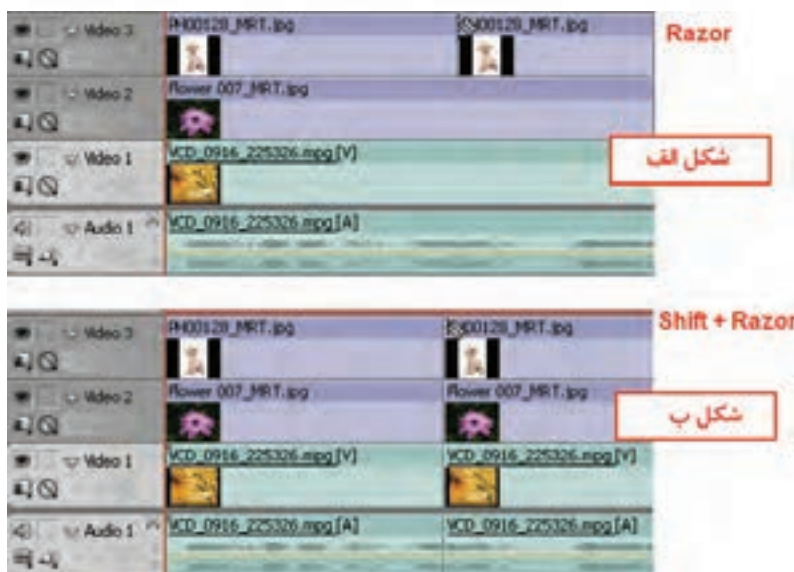 Video 3
PH00128_MRT.jpg
PH00128_MRT.jpg
Razor
Video 2
flower 007_MRT.jpg
Video 1
VCD_0916_225326.mpg [V]
شکل الف
Audio 1
VCD_0916_225326.mpg [A]
Video 3
PH00128_MRT.jpg
00128_MRT.jpg
Shift + Razor
Video 2
flower 007_MRT.jpg
flower 007_MRT.jpg
شکل ب
Video 1
VCD_0916_225326.mpg [V]
VCD_0916_225326.mpg [V]
Audio 1
VCD_0916_225326.mpg [A]
VCD_0916_225326.mpg [A]